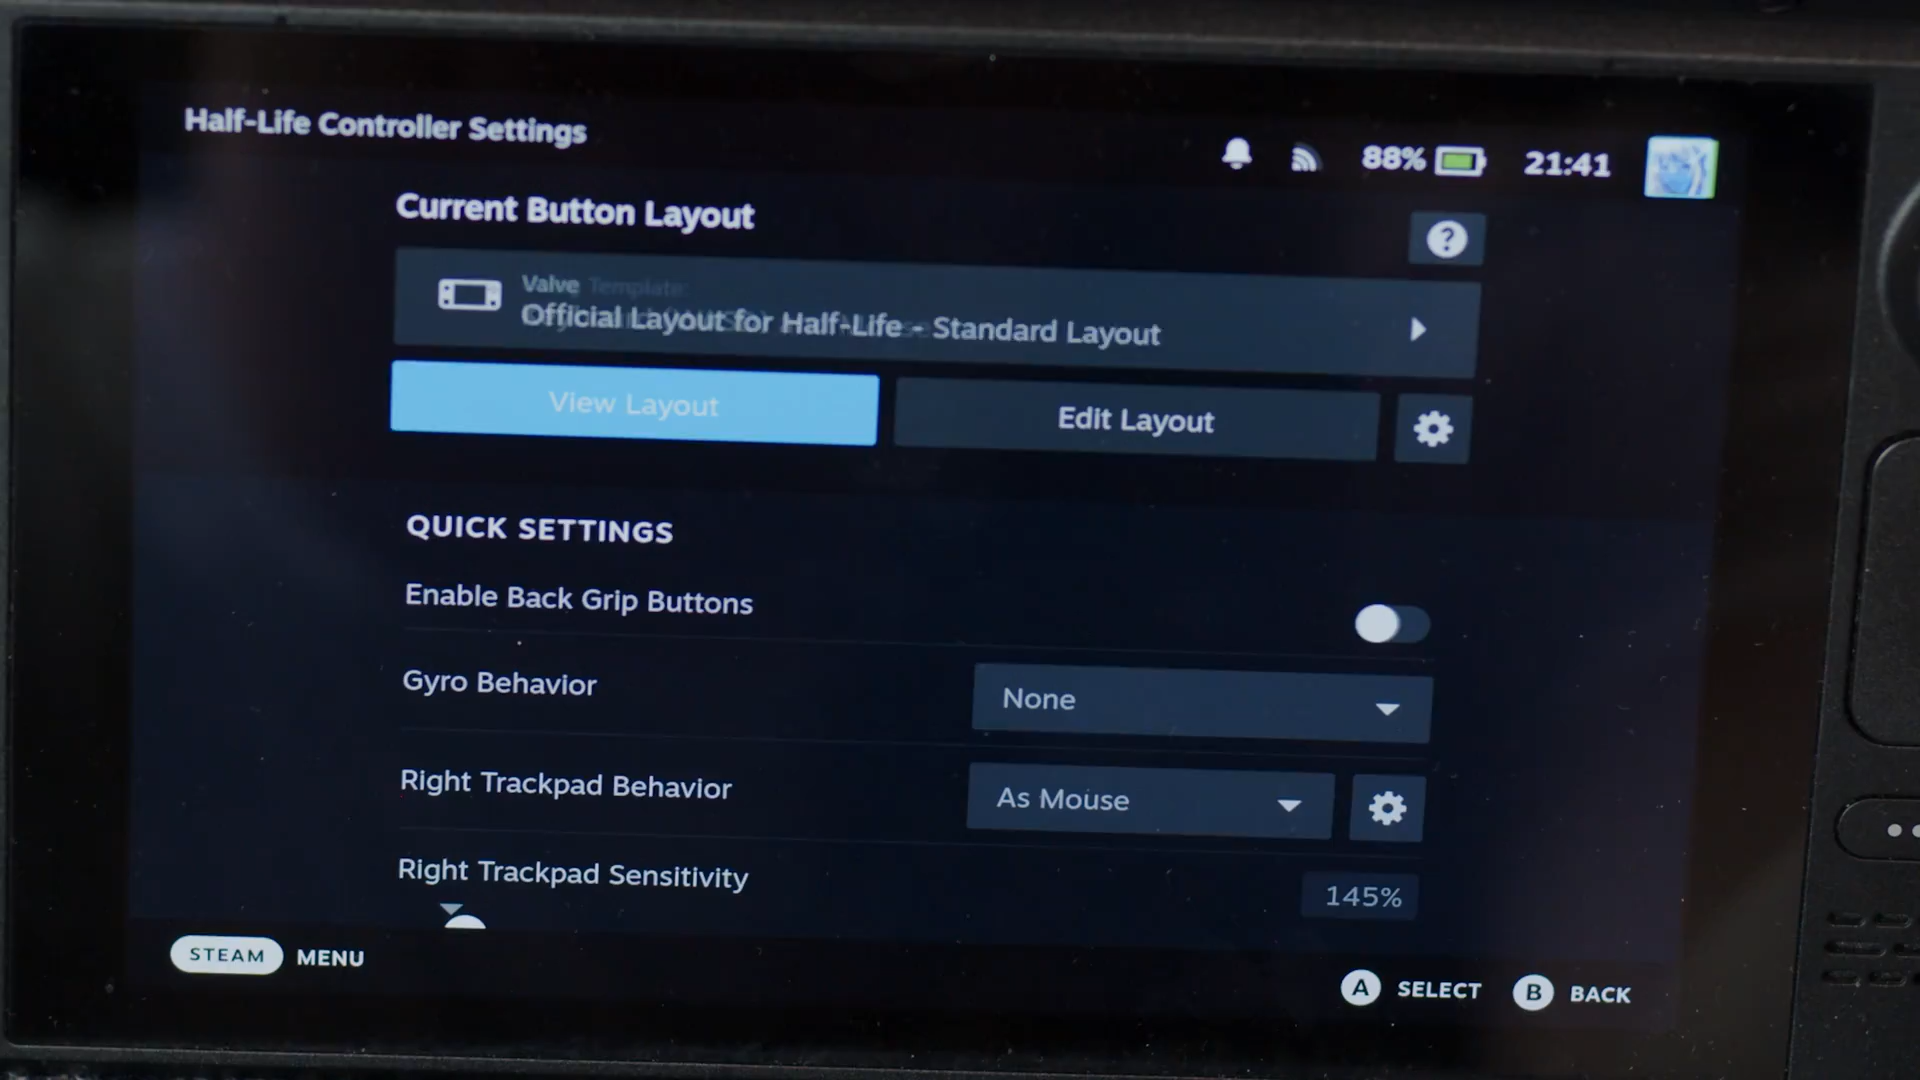 Half-Life Controller Settings
88%
21:41
Current Button Layout
?
Valve Template:
Official Layout for Half-Life - Standard Layout
View Layout
Edit Layout
QUICK SETTINGS
Enable Back Grip Buttons
Gyro Behavior
None
Right Trackpad Behavior
As Mouse
Right Trackpad Sensitivity
145%
STEAM MENU
A SELECT B BACK